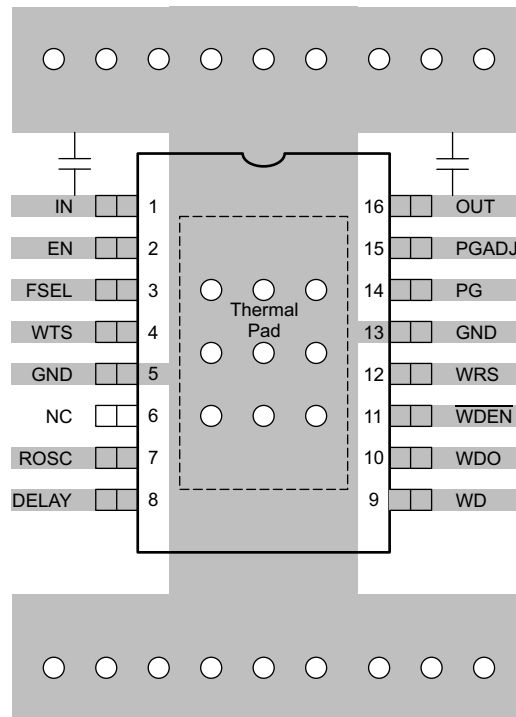 IN 1 16 OUT
EN 2 15 PGADJ
FSEL 3 14 PG
Thermal
Pad
WTS 4 13 GND
GND 5 12 WRS
NC 6 11 WDEN
ROSC 7 10 WDO
DELAY 8 9 WD